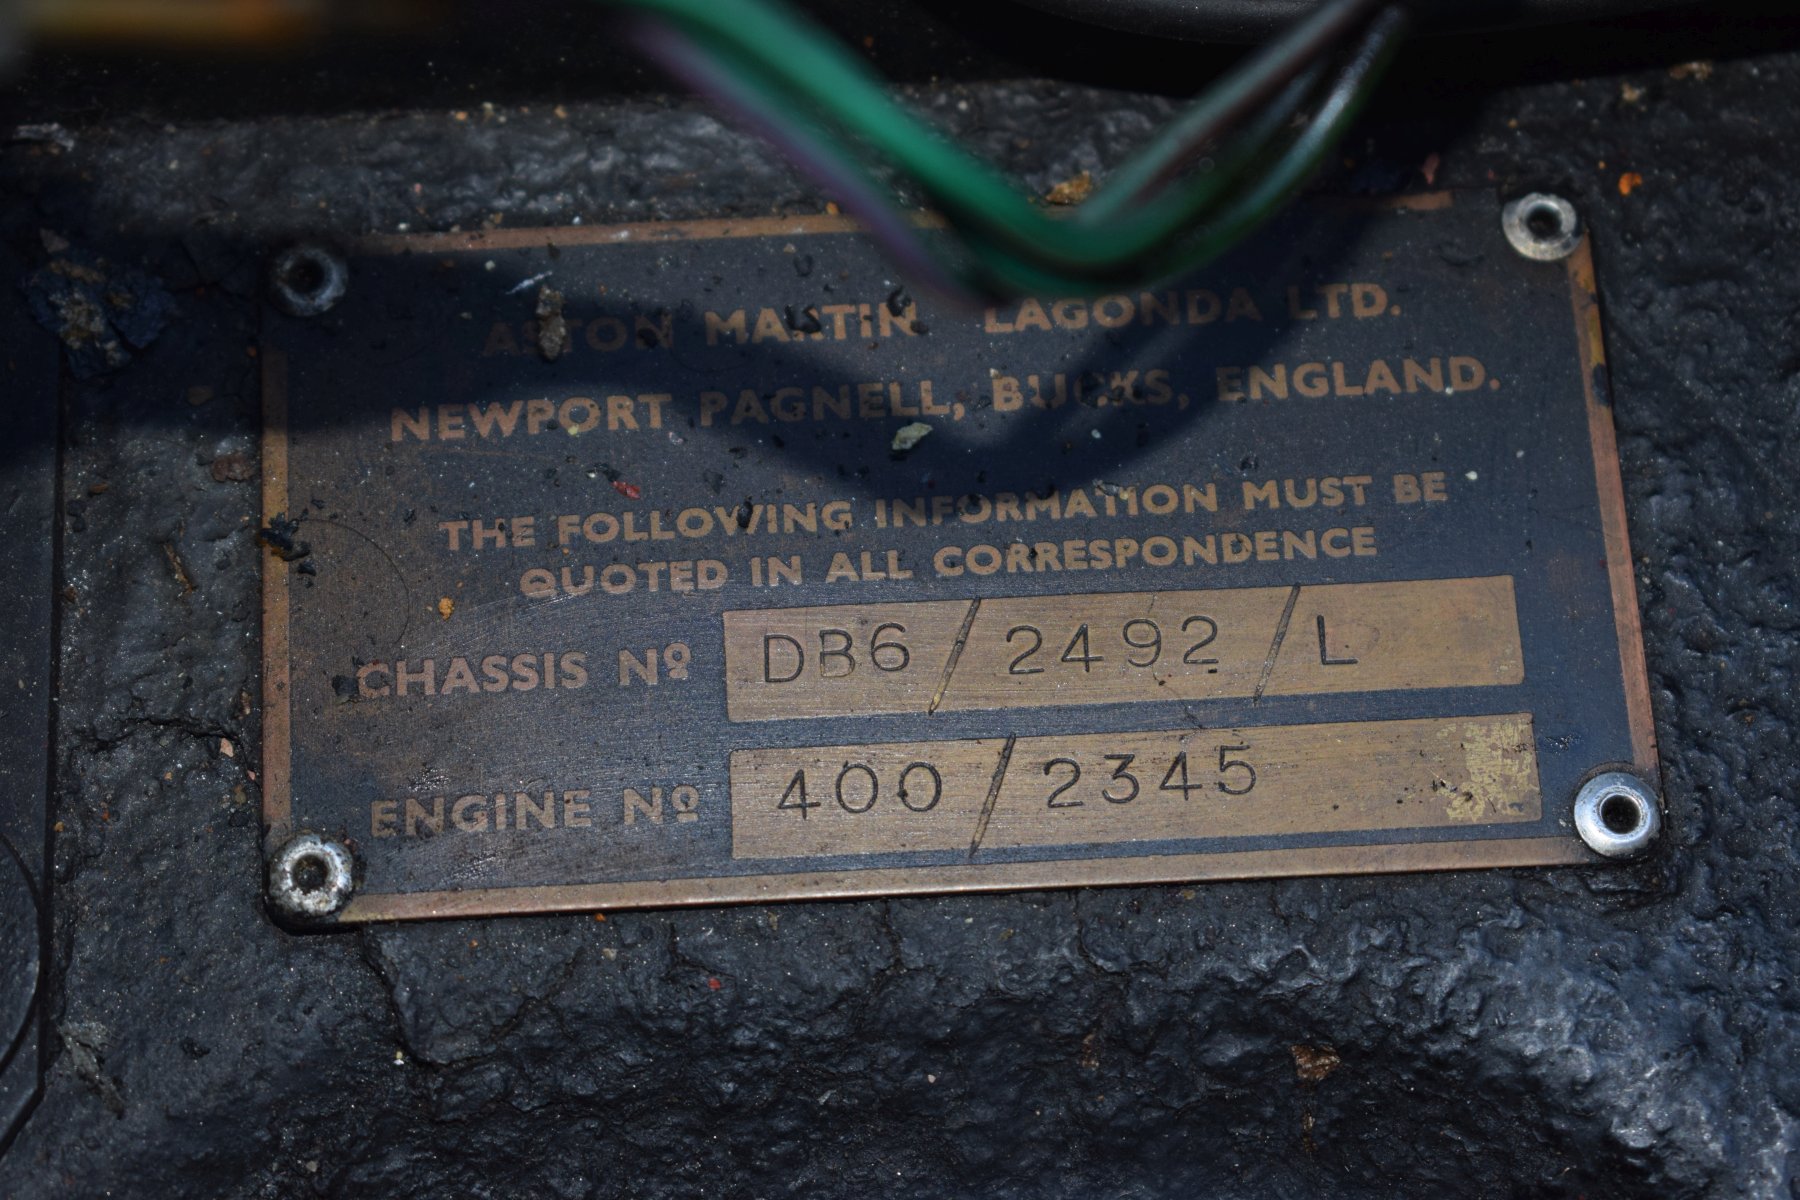 ASTON MARTIN LAGONDA LTD.
NEWPORT PAGNELL, BUCKS, ENGLAND.
THE FOLLOWING INFORMATION MUST BE
QUOTED IN ALL CORRESPONDENCE
CHASSIS Nº DB6/2492/L
ENGINE Nº 400/2345